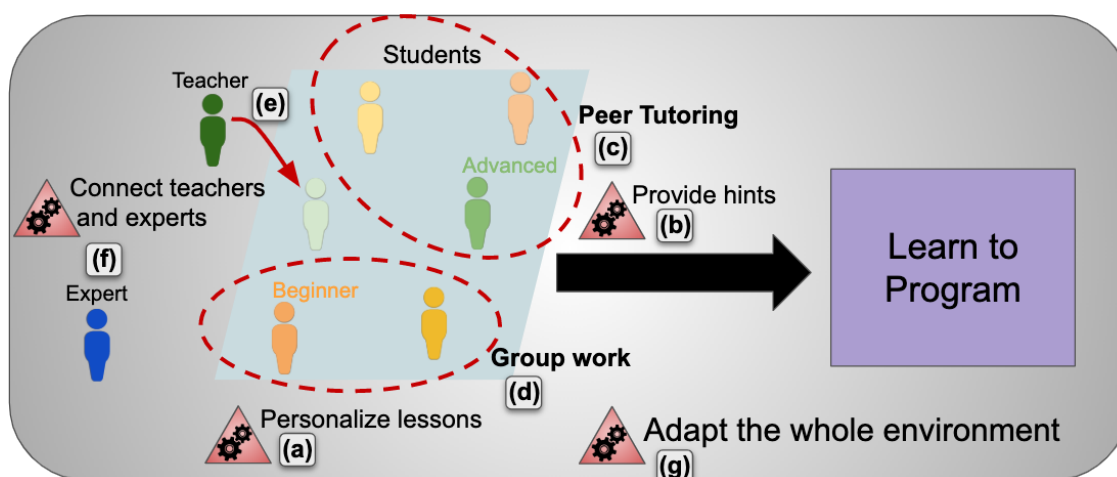 Students
Teacher
(e)
Peer Tutoring
(c)
Advanced
Connect teachers
and experts
(f)
Provide hints
(b)
Learn to
Program
Expert
Beginner
Group work
(d)
Personalize lessons
(a)
Adapt the whole environment
(g)